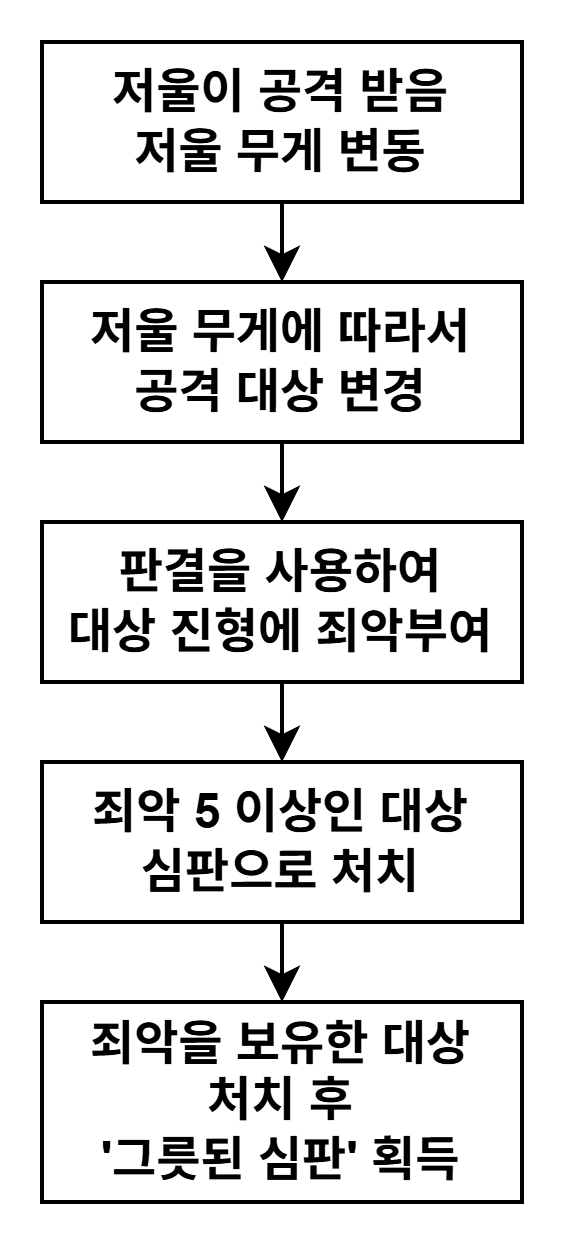 저울이 공격 받음
저울 무게 변동
저울 무게에 따라서
공격 대상 변경
판결을 사용하여
대상 진형에 죄악부여
죄악 5 이상인 대상
심판으로 처치
죄악을 보유한 대상
처치 후
'그릇된 심판' 획득